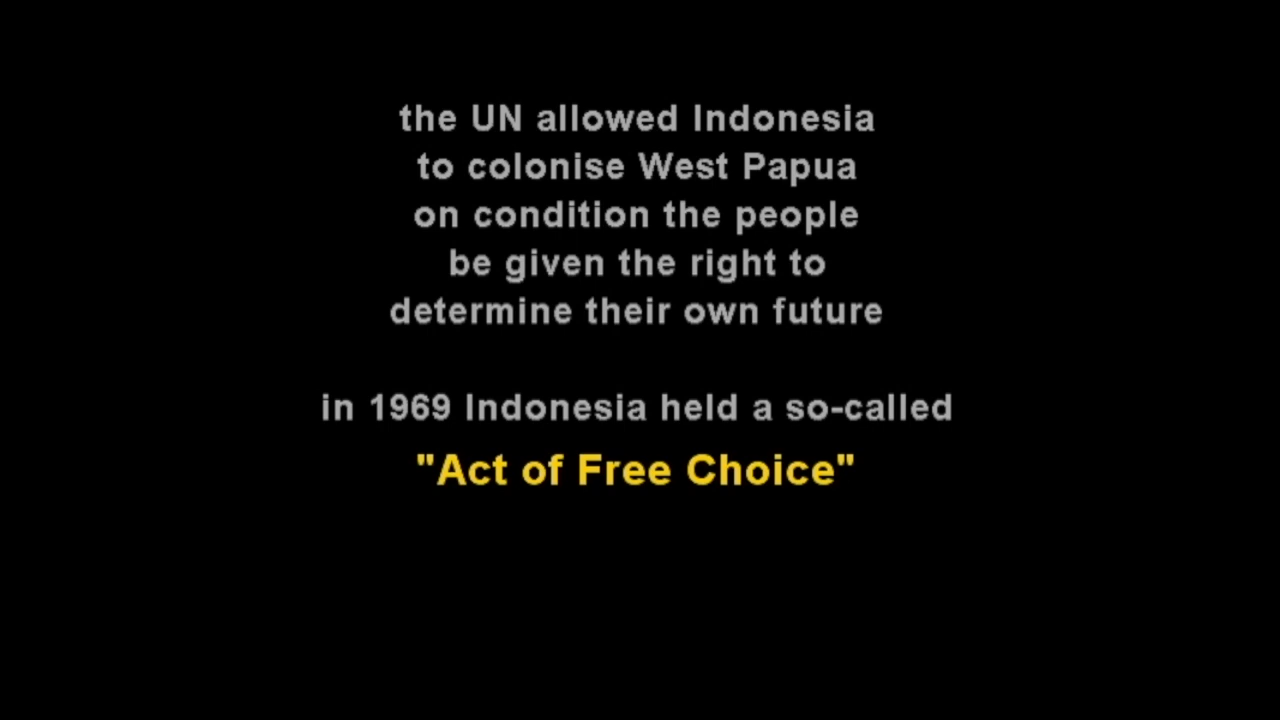 the UN allowed Indonesia
to colonise West Papua
on condition the people
be given the right to
determine their own future
in 1969 Indonesia held a so-called
"Act of Free Choice"